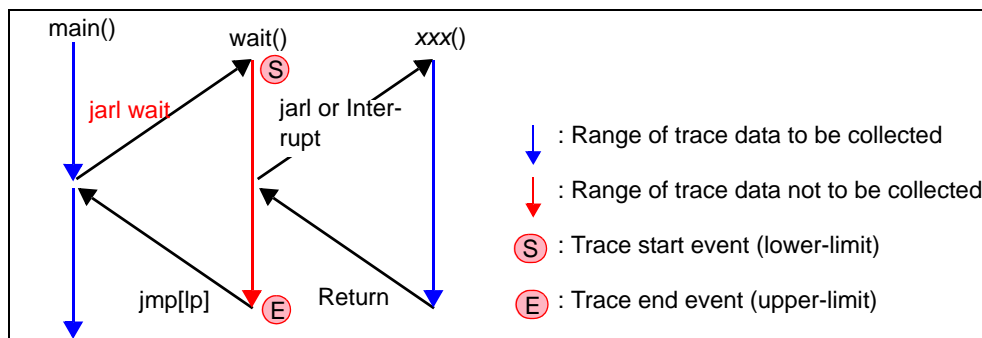 main()
wait()
xxx()
S
jarl wait
jarl or Inter-
rupt
: Range of trace data to be collected
: Range of trace data not to be collected
S : Trace start event (lower-limit)
jmp[lp]
E
Return
E : Trace end event (upper-limit)